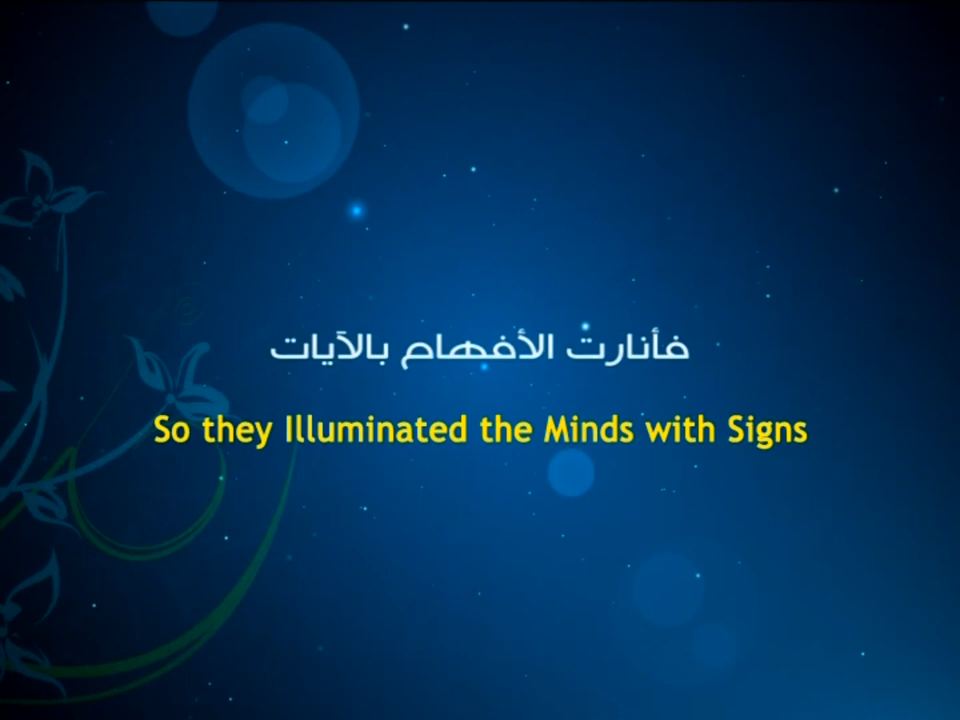 فأنارت الأفهام بالآيات
So they Illuminated the Minds with Signs